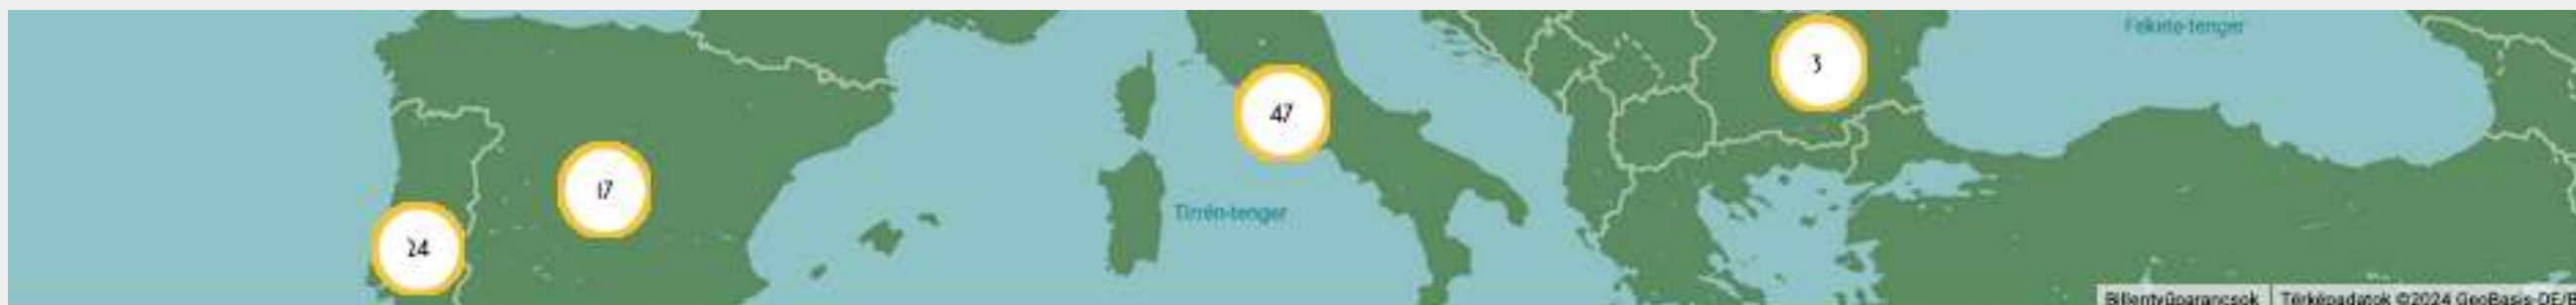 Fekete-tenger
3
47
17
Tirrén-tenger
24
Billentyűparancsok
Térképadatok ©2024 GeoBasis-DE